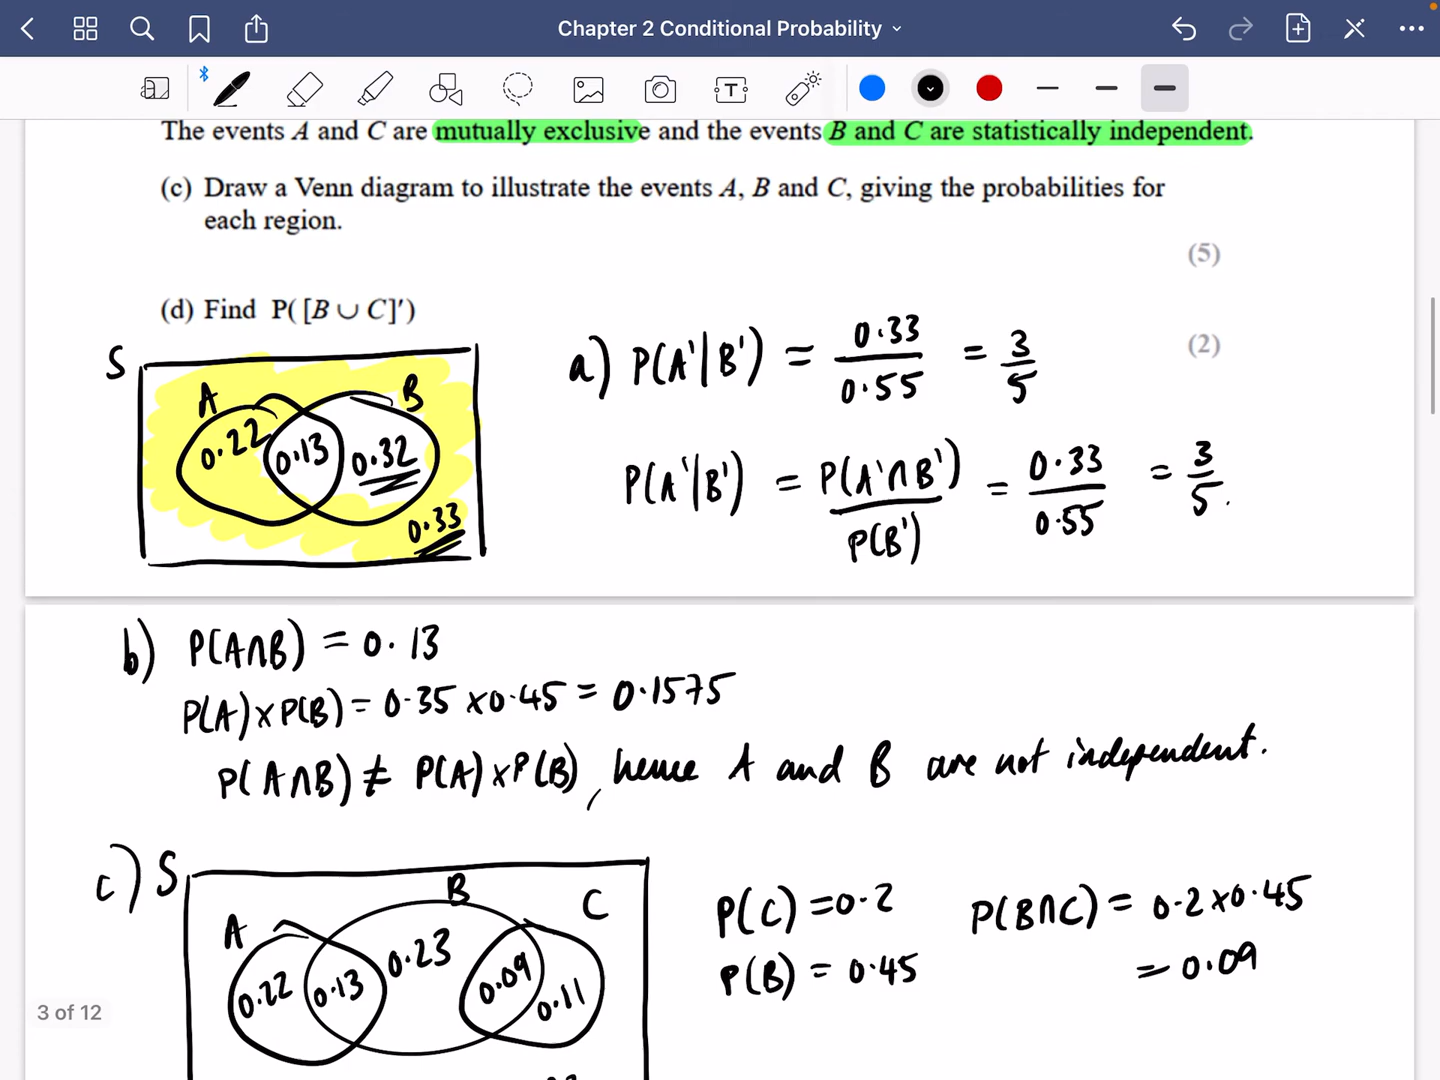 Chapter 2 Conditional Probability
T
The events A and C are mutually exclusive and the events B and C are statistically independent.
(c) Draw a Venn diagram to illustrate the events A, B and C, giving the probabilities for
each region.
(5)
(d) Find P([B ∪ C]′)
(2)
S
A
B
0.22
0.13
0.32
0.33
a) P(A'|B') = 0.33/0.55 = 3/5
P(A'|B') = P(A'∩B')/P(B') = 0.33/0.55 = 3/5.
b) P(A∩B) = 0.13
P(A)×P(B) = 0.35 × 0.45 = 0.1575
P(A∩B) ≠ P(A)×P(B), hence A and B are not independent.
c) S
A
B
C
0.22
0.13
0.23
0.09
0.11
P(C) = 0.2
P(B) = 0.45
P(B∩C) = 0.2×0.45
= 0.09
3 of 12